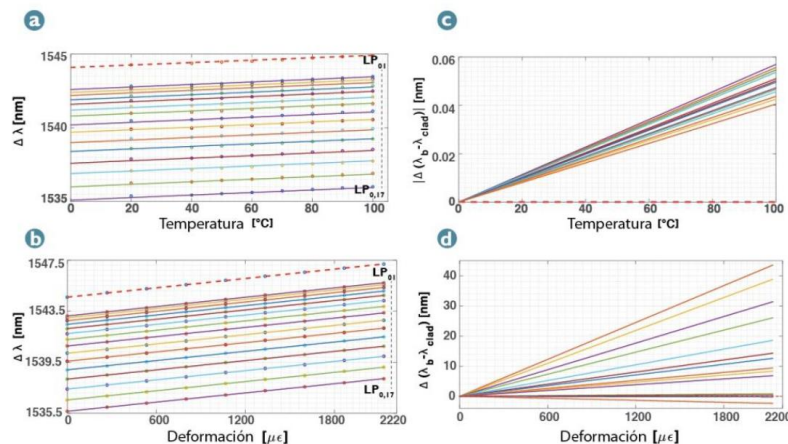 a
1545
1540
1535
Δ λ [nm]
LP01
LP0,17
0 20 40 60 80 100
Temperatura [°C]
c
0.06
0.04
0.02
0
|Δ (λb-λclad)| [nm]
0 20 40 60 80 100
Temperatura [°C]
b
1547.5
1543.5
1539.5
1535.5
Δ λ [nm]
LP01
LP0,17
0 600 1200 1800 2220
Deformación [με]
d
40
30
20
10
0
Δ (λb-λclad) [nm]
0 600 1200 1800 2200
Deformación [με]